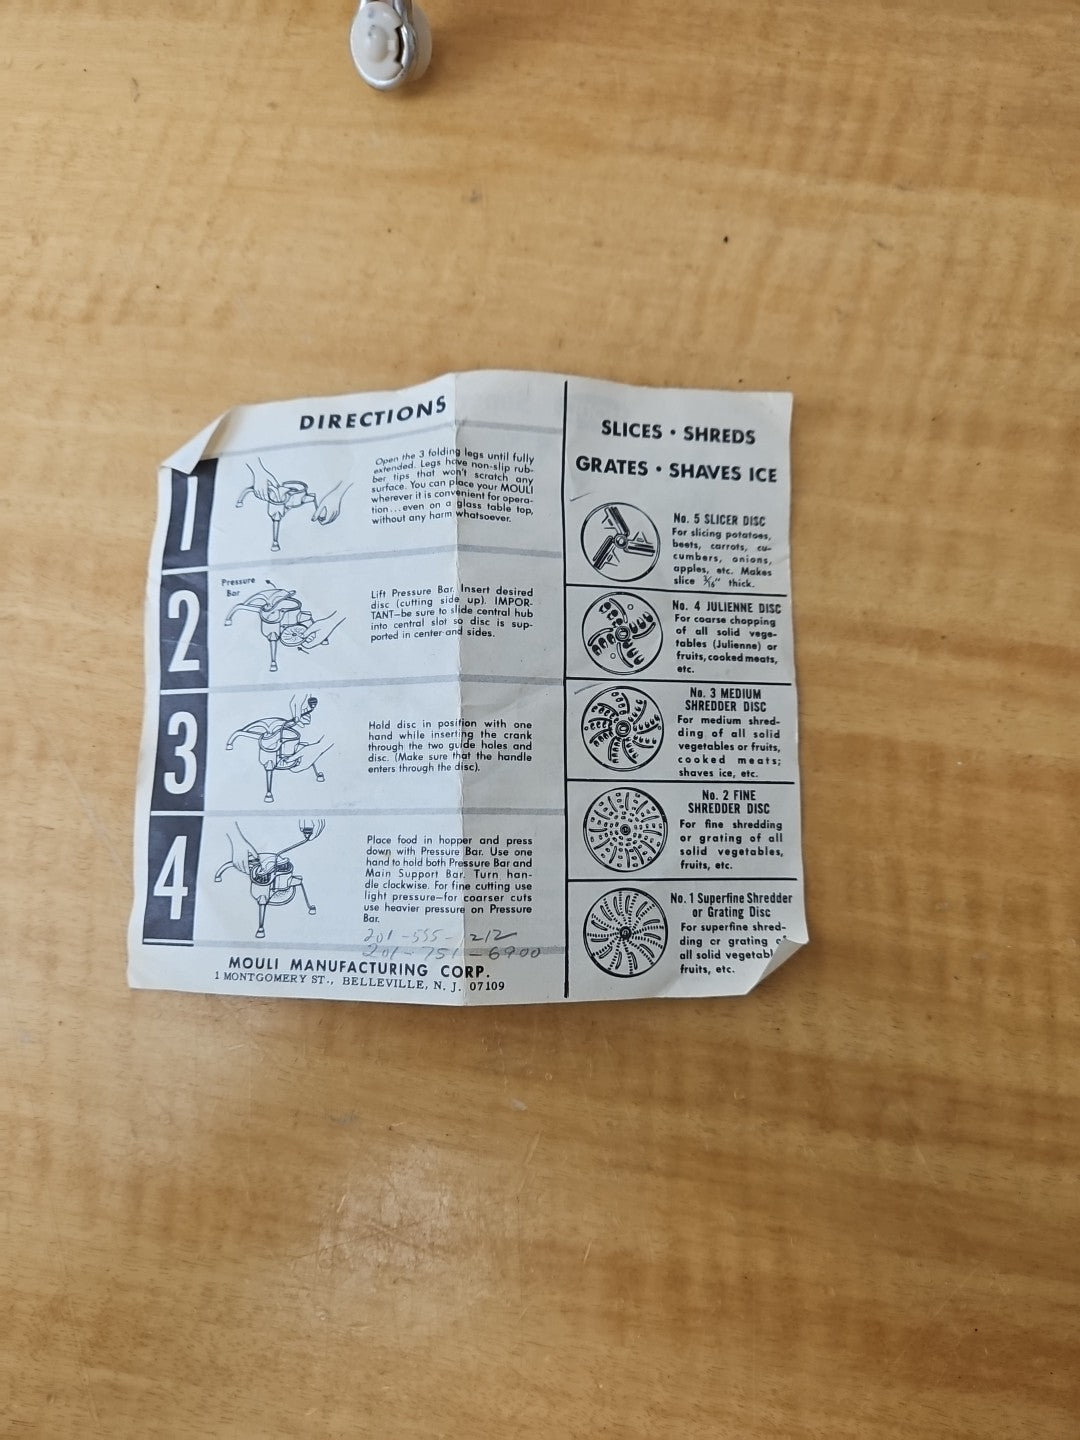 DIRECTIONS
1
Open the 3 folding legs until fully
extended. Legs have non-slip rub-
ber tips that won't scratch any
surface. You can place your MOULI
wherever it is convenient for opera-
tion...even on a glass table top,
without any harm whatsoever.
2
Pressure
Bar
Lift Pressure Bar. Insert desired
disc (cutting side up). IMPOR-
TANT—be sure to slide central hub
into central slot so disc is sup-
ported in center and sides.
3
Hold disc in position with one
hand while inserting the crank
through the two guide holes and
disc. (Make sure that the handle
enters through the disc).
4
Place food in hopper and press
down with Pressure Bar. Use one
hand to hold both Pressure Bar and
Main Support Bar. Turn han-
dle clockwise. For fine cutting use
light pressure—for coarser cuts
use heavier pressure on Pressure
Bar.
201-555-1212
201-751-6900
MOULI MANUFACTURING CORP.
1 MONTGOMERY ST., BELLEVILLE, N. J. 07109
SLICES • SHREDS
GRATES • SHAVES ICE
No. 5 SLICER DISC
For slicing potatoes,
beets, carrots, cu-
cumbers, onions,
apples, etc. Makes
slice 3/16" thick.
No. 4 JULIENNE DISC
For coarse chopping
of all solid vege-
tables (Julienne) or
fruits, cooked meats,
etc.
No. 3 MEDIUM
SHREDDER DISC
For medium shred-
ding of all solid
vegetables or fruits,
cooked meats;
shaves ice, etc.
No. 2 FINE
SHREDDER DISC
For fine shredding
or grating of all
solid vegetables,
fruits, etc.
No. 1 Superfine Shredder
or Grating Disc
For superfine shred-
ding or grating of
all solid vegetabl
fruits, etc.